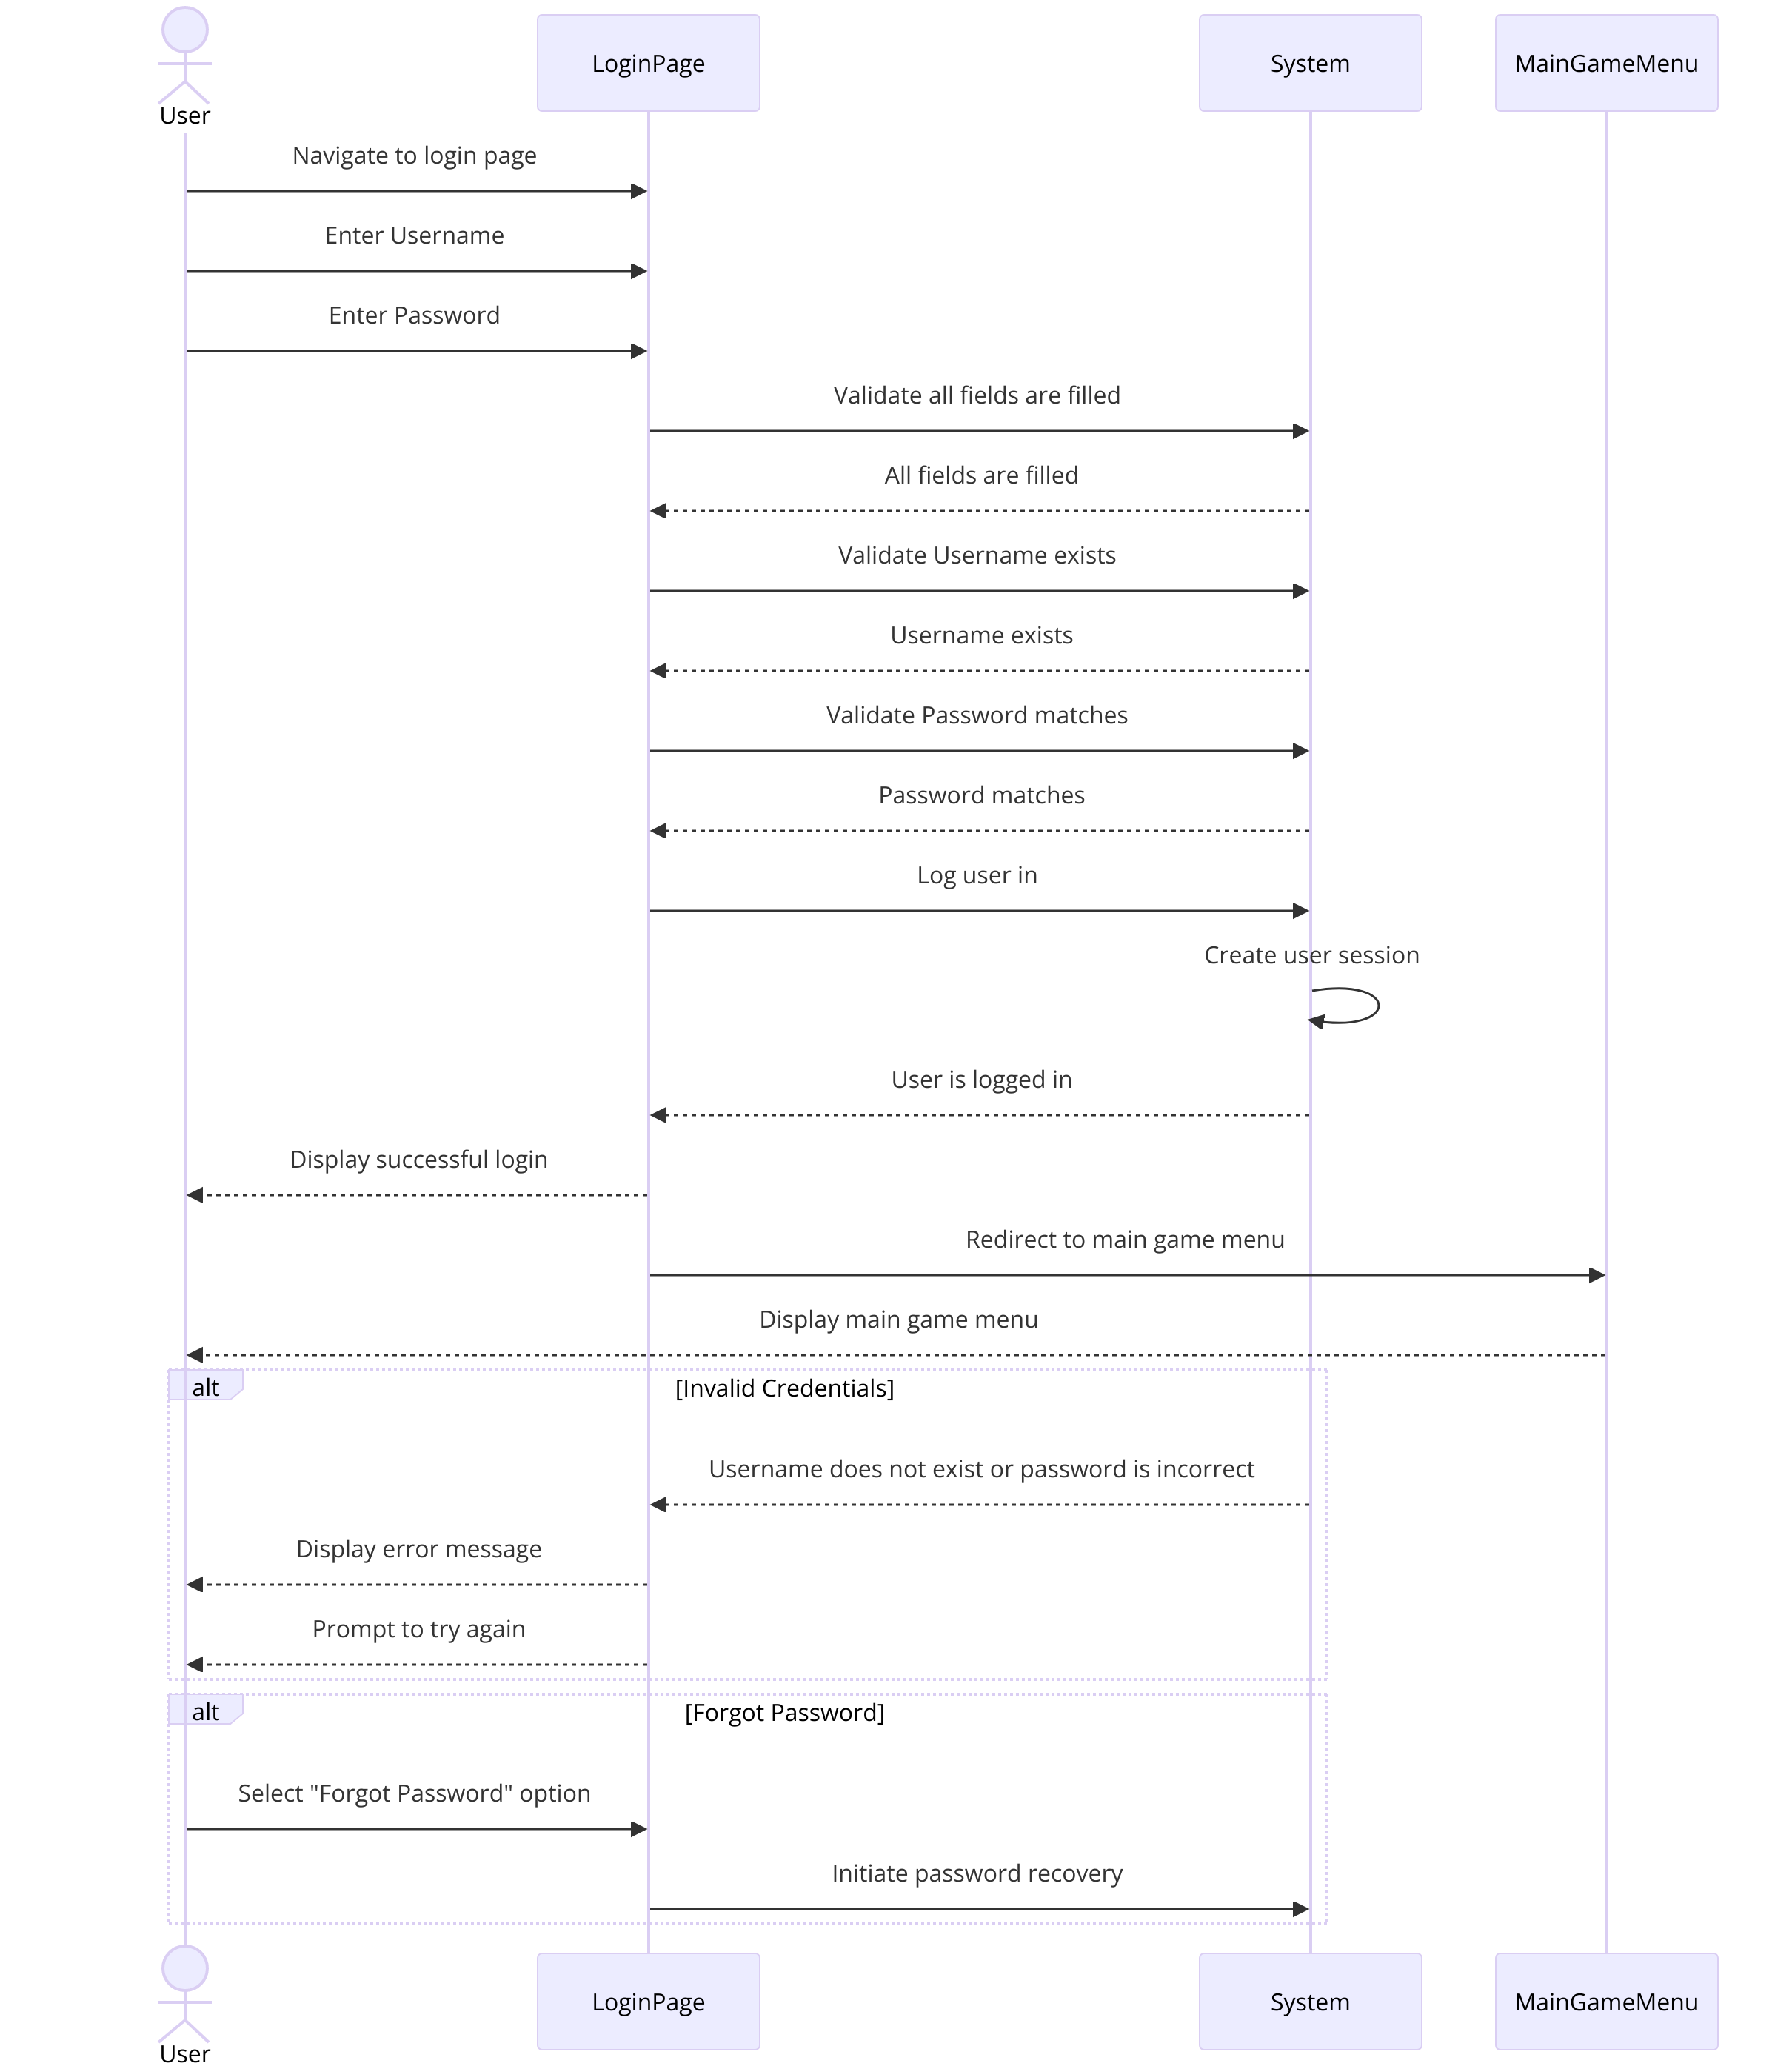 User
LoginPage
System
MainGameMenu
Navigate to login page
Enter Username
Enter Password
Validate all fields are filled
All fields are filled
Validate Username exists
Username exists
Validate Password matches
Password matches
Log user in
Create user session
User is logged in
Display successful login
Redirect to main game menu
Display main game menu
alt
[Invalid Credentials]
Username does not exist or password is incorrect
Display error message
Prompt to try again
alt
[Forgot Password]
Select "Forgot Password" option
Initiate password recovery
User
LoginPage
System
MainGameMenu